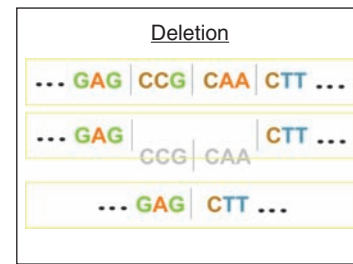 Deletion
... GAG CCG CAA CTT ...
... GAG CTT ...
CCG CAA
... GAG CTT ...